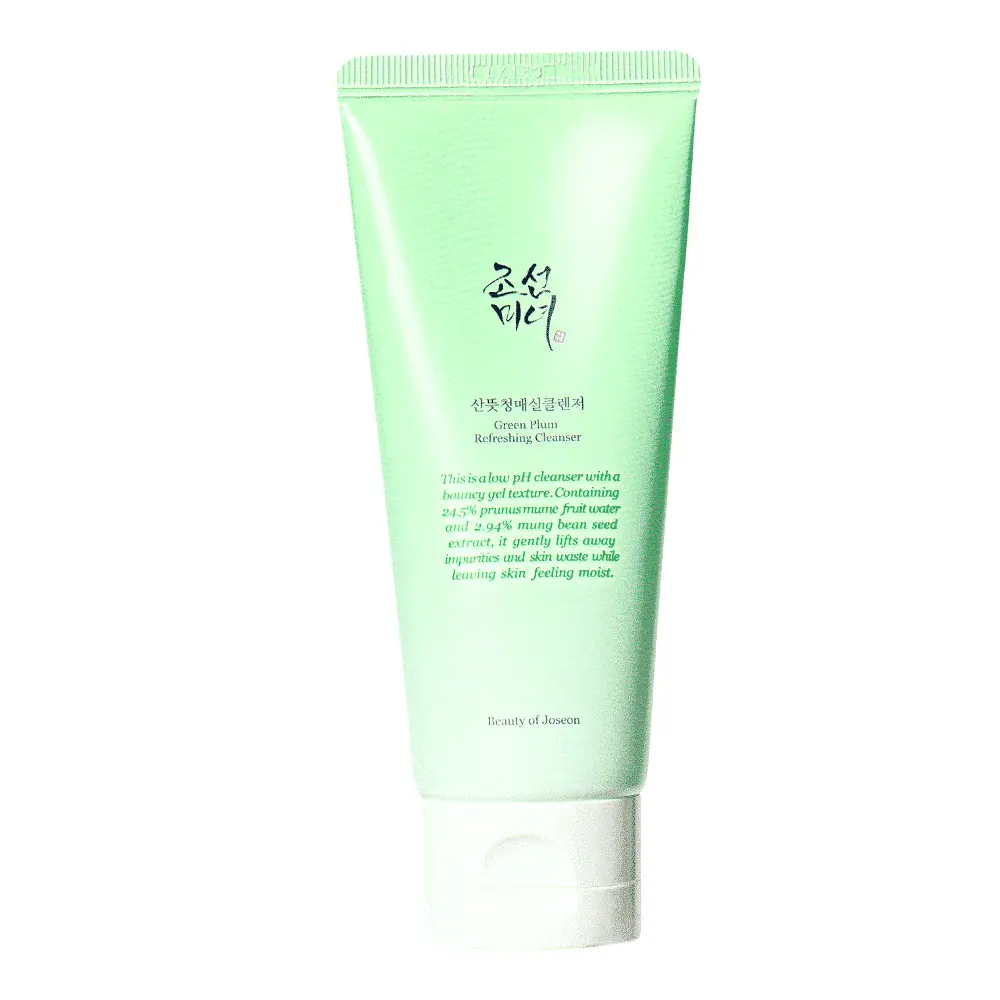 조선
미녀
산뜻청매실클렌저
Green Plum
Refreshing Cleanser
This is a low pH cleanser with a
bouncy gel texture. Containing
24.5% prunus mume fruit water
and 2.94% mung bean seed
extract, it gently lifts away
impurities and skin waste while
leaving skin feeling moist.
Beauty of Joseon